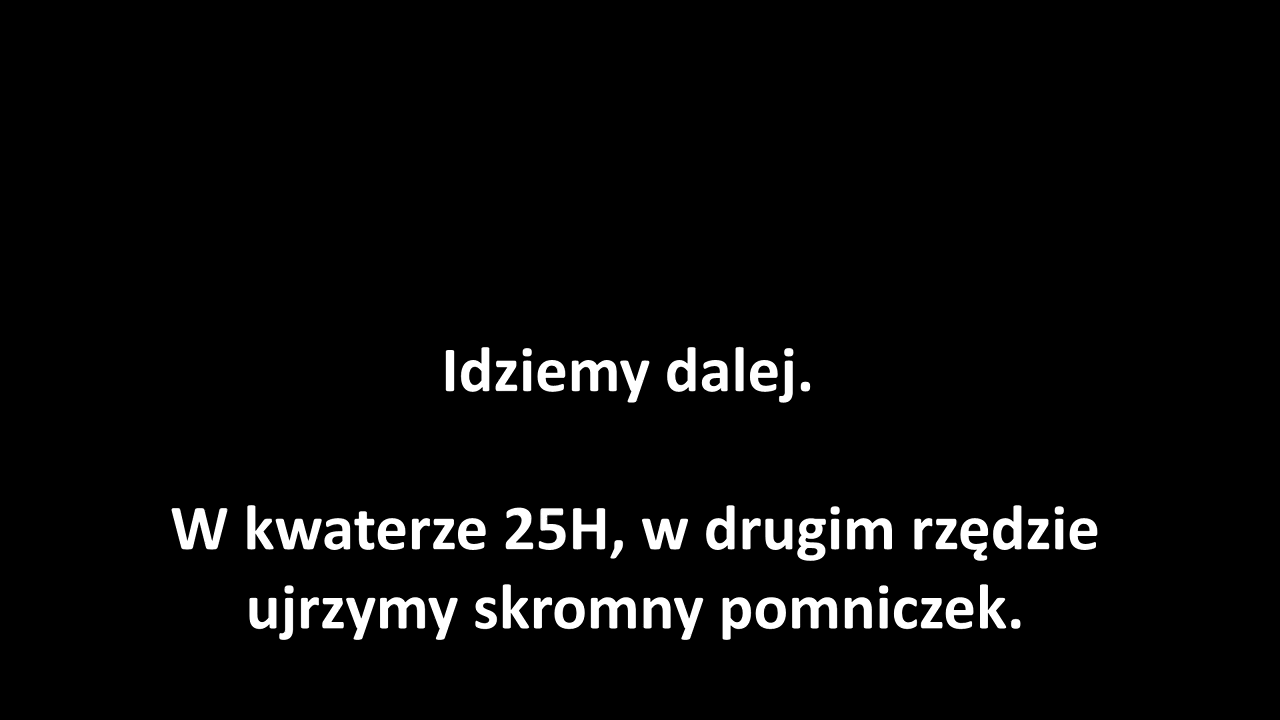 Idziemy dalej.
W kwaterze 25H, w drugim rzędzie
ujrzymy skromny pomniczek.